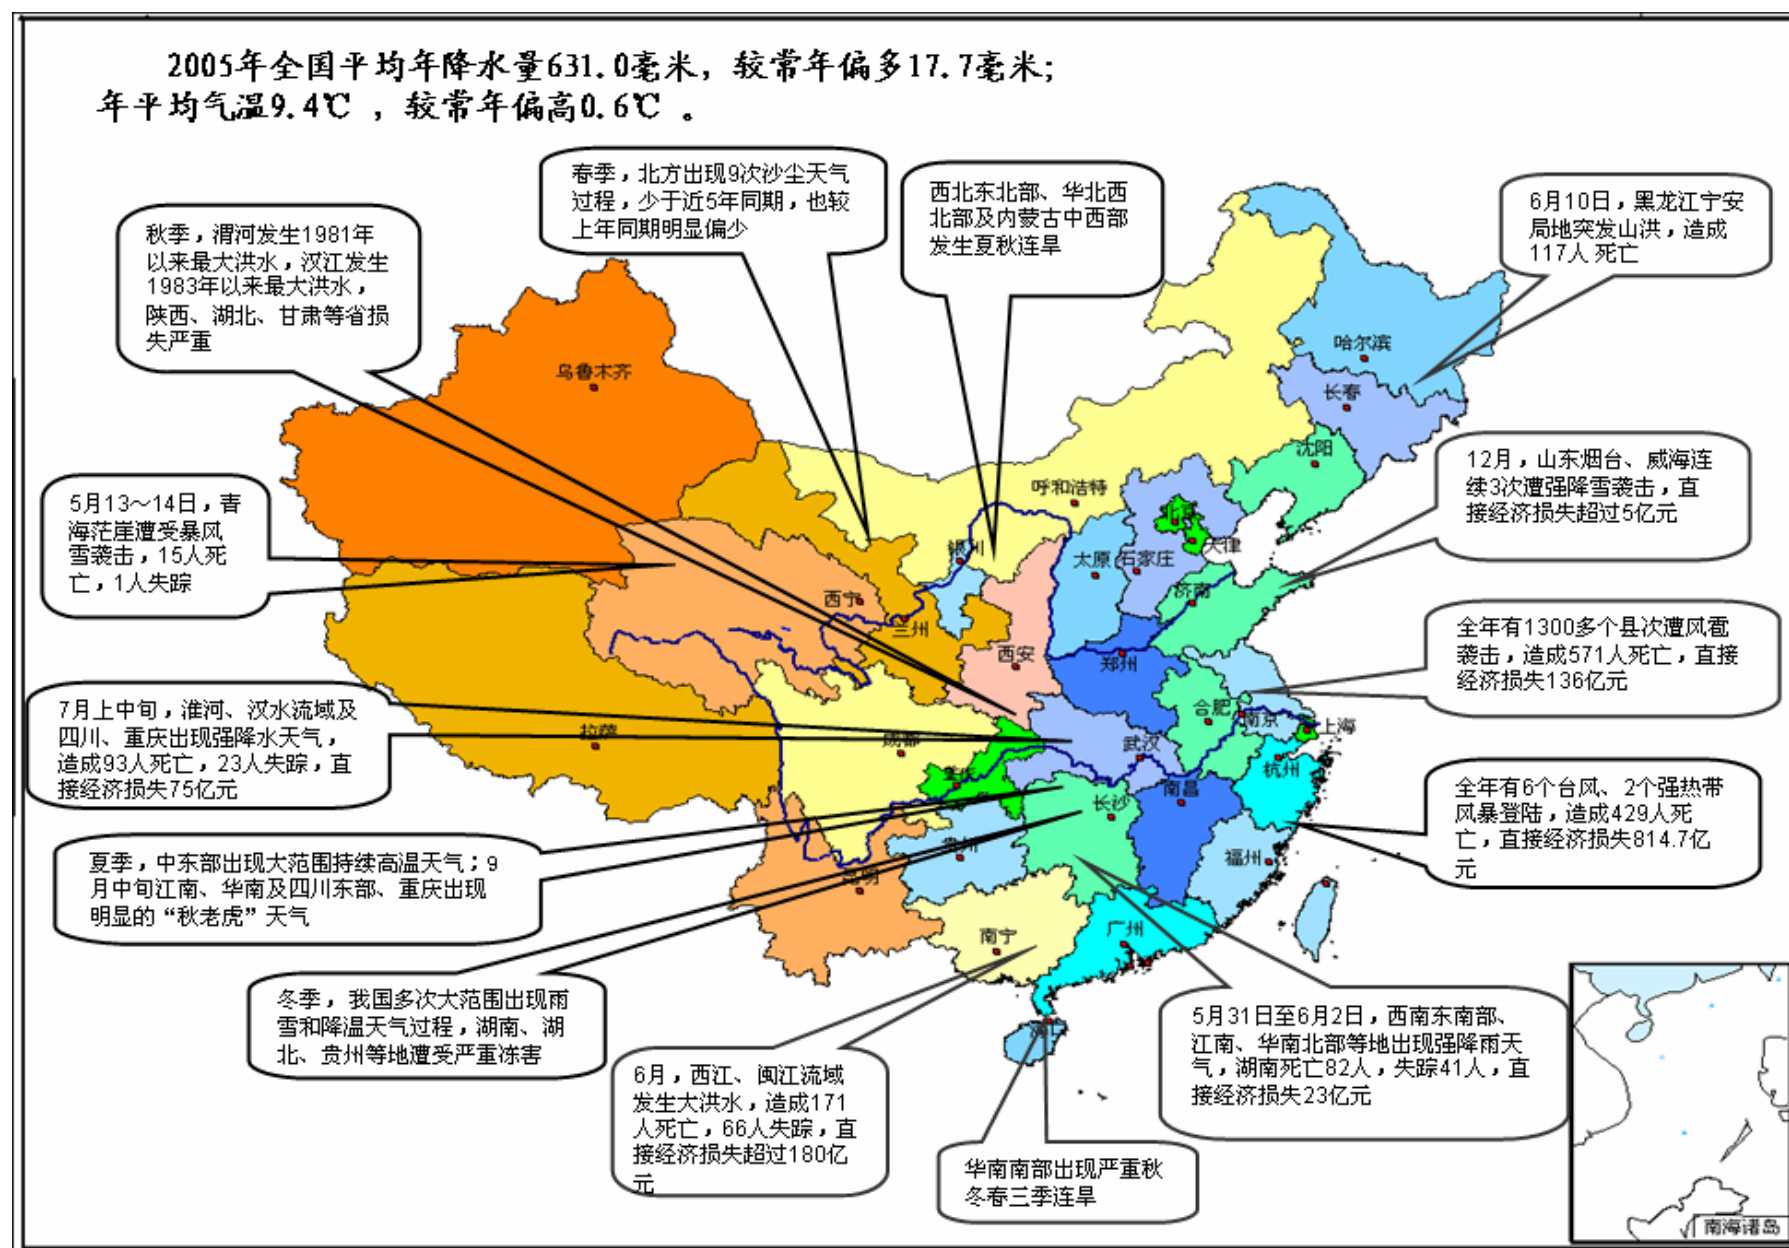 2005年全国平均年降水量631.0毫米，较常年偏多17.7毫米；
年平均气温9.4℃ ，较常年偏高0.6℃ 。
春季，北方出现9次沙尘天气
过程，少于近5年同期，也较
上年同期明显偏少
西北东北部、华北西
北部及内蒙古中西部
发生夏秋连旱
6月10日，黑龙江宁安
局地突发山洪，造成
117人 死亡
秋季，渭河发生1981年
以来最大洪水，汉江发生
1983年以来最大洪水，
陕西、湖北、甘肃等省损
失严重
5月13～14日，青
海茫崖遭受暴风
雪袭击，15人死
亡，1人失踪
12月，山东烟台、威海连
续3次遭强降雪袭击，直
接经济损失超过5亿元
全年有1300多个县次遭风雹
袭击，造成571人死亡，直接
经济损失136亿元
7月上中旬，淮河、汉水流域及
四川、重庆出现强降水天气，
造成93人死亡，23人失踪，直
接经济损失75亿元
全年有6个台风、2个强热带
风暴登陆，造成429人死
亡，直接经济损失814.7亿
元
夏季，中东部出现大范围持续高温天气；9
月中旬江南、华南及四川东部、重庆出现
明显的“秋老虎”天气
冬季，我国多次大范围出现雨
雪和降温天气过程，湖南、湖
北、贵州等地遭受严重冻害
6月，西江、闽江流域
发生大洪水，造成171
人死亡，66人失踪，直
接经济损失超过180亿
元
华南南部出现严重秋
冬春三季连旱
5月31日至6月2日，西南东南部、
江南、华南北部等地出现强降雨天
气，湖南死亡82人，失踪41人，直
接经济损失23亿元
哈尔滨
长春
沈阳
乌鲁木齐
呼和浩特
北京
天津
银川
太原
石家庄
济南
西宁
兰州
西安
郑州
合肥
南京
上海
拉萨
成都
武汉
杭州
南昌
长沙
福州
昆明
南宁
广州
南海诸岛